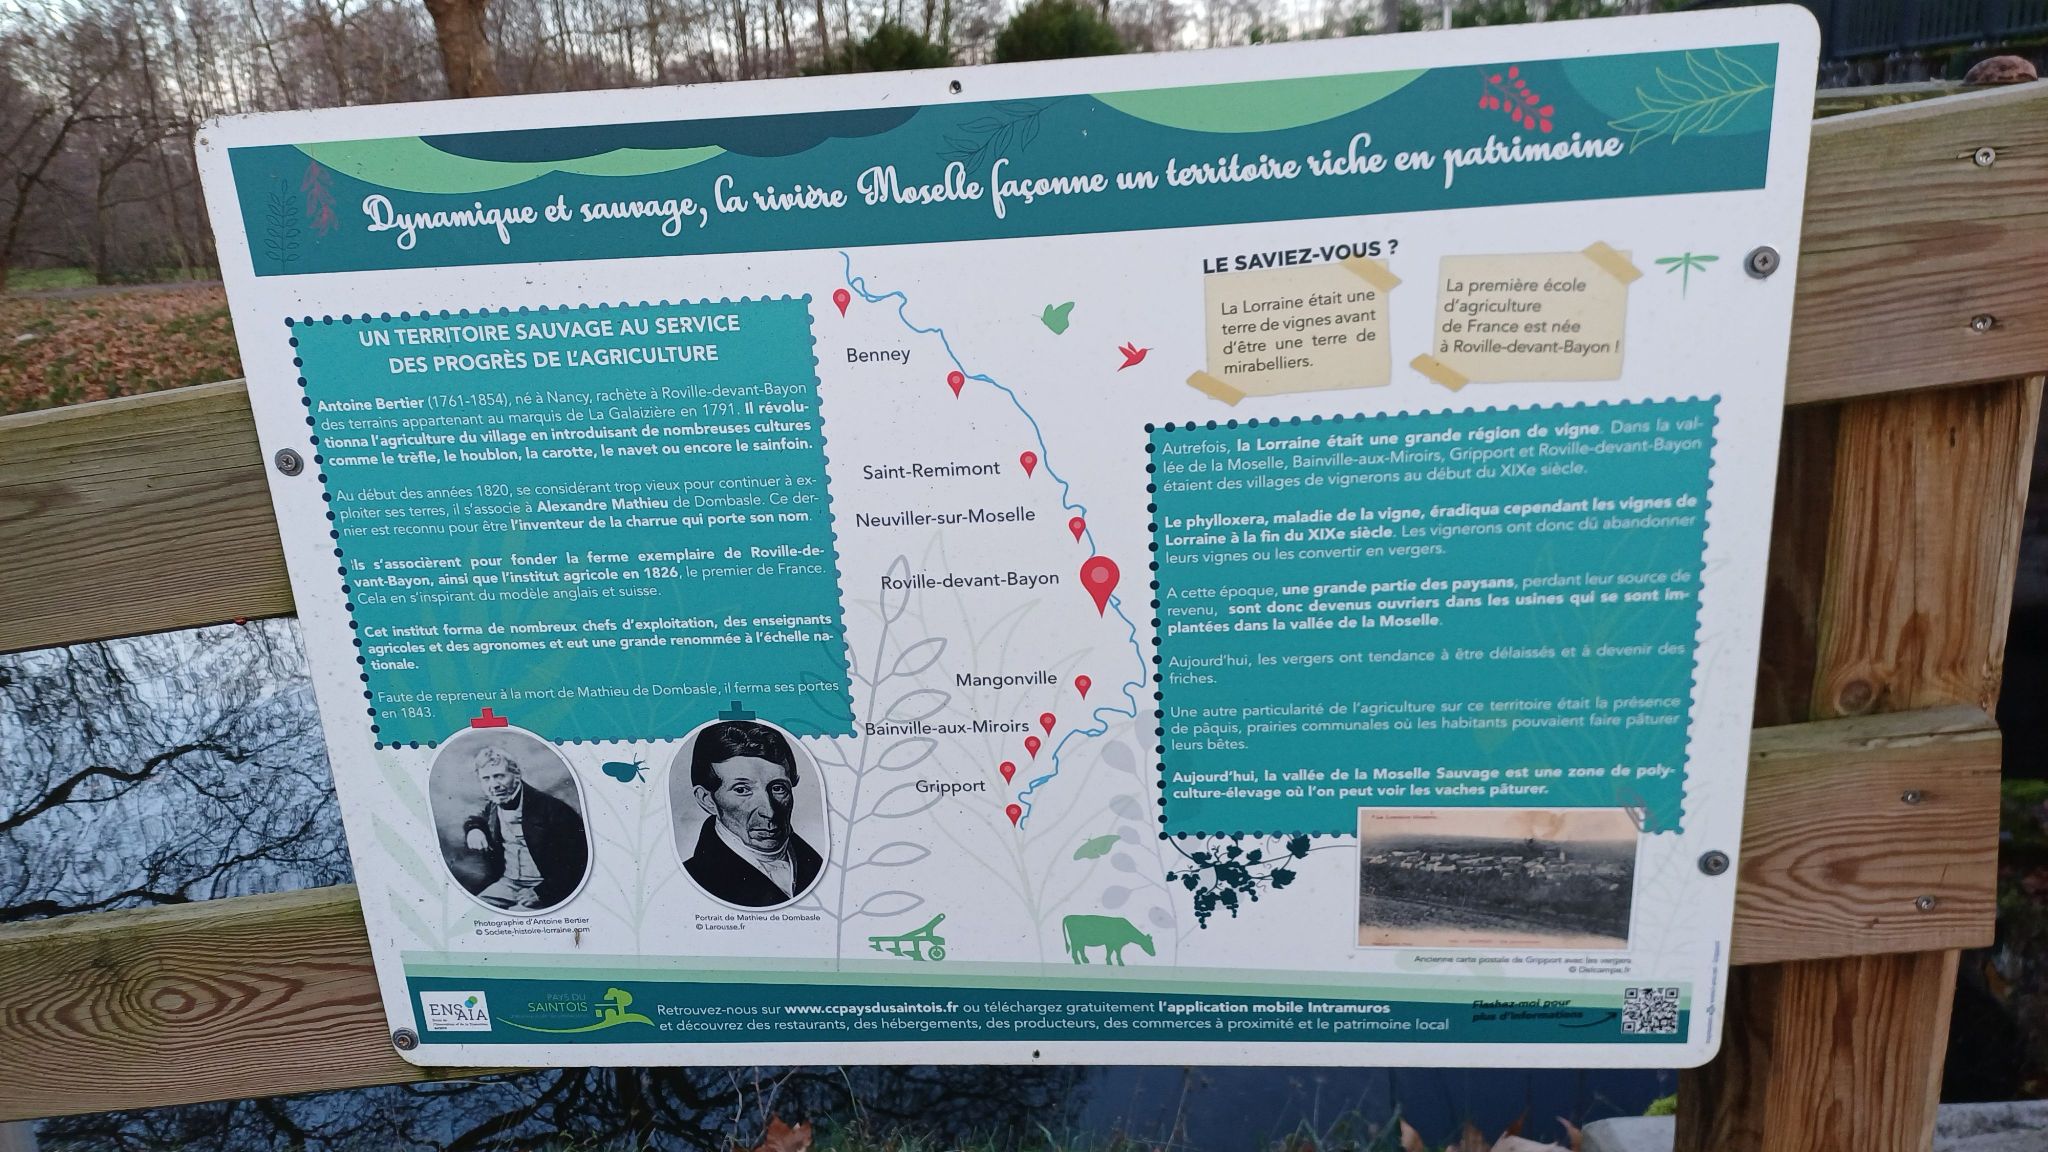 Dynamique et sauvage, la rivière Moselle façonne un territoire riche en patrimoine
UN TERRITOIRE SAUVAGE AU SERVICE
DES PROGRÈS DE L'AGRICULTURE
Antoine Bertier (1761-1854), né à Nancy, rachète à Roville-devant-Bayon
des terrains appartenant au marquis de La Galaizière en 1791. Il révolu-
tionna l'agriculture du village en introduisant de nombreuses cultures
comme le trèfle, le houblon, la carotte, le navet ou encore le sainfoin.
Au début des années 1820, se considérant trop vieux pour continuer à ex-
ploiter ses terres, il s'associe à Alexandre Mathieu de Dombasle. Ce der-
nier est reconnu pour être l'inventeur de la charrue qui porte son nom.
Ils s'associèrent pour fonder la ferme exemplaire de Roville-de-
vant-Bayon, ainsi que l'institut agricole en 1826, le premier de France.
Cela en s'inspirant du modèle anglais et suisse.
Cet institut forma de nombreux chefs d'exploitation, des enseignants
agricoles et des agronomes et eut une grande renommée à l'échelle na-
tionale.
Faute de repreneur à la mort de Mathieu de Dombasle, il ferma ses portes
en 1843.
Photographie d'Antoine Bertier
© Societe-histoire-lorraine.com
Portrait de Mathieu de Dombasle
© Larousse.fr
Benney
Saint-Remimont
Neuviller-sur-Moselle
Roville-devant-Bayon
Mangonville
Bainville-aux-Miroirs
Gripport
LE SAVIEZ-VOUS ?
La Lorraine était une
terre de vignes avant
d'être une terre de
mirabelliers.
La première école
d'agriculture
de France est née
à Roville-devant-Bayon !
Autrefois, la Lorraine était une grande région de vigne. Dans la val-
lée de la Moselle, Bainville-aux-Miroirs, Gripport et Roville-devant-Bayon
étaient des villages de vignerons au début du XIXe siècle.
Le phylloxera, maladie de la vigne, éradiqua cependant les vignes de
Lorraine à la fin du XIXe siècle. Les vignerons ont donc dû abandonner
leurs vignes ou les convertir en vergers.
A cette époque, une grande partie des paysans, perdant leur source de
revenu, sont donc devenus ouvriers dans les usines qui se sont im-
plantées dans la vallée de la Moselle.
Aujourd'hui, les vergers ont tendance à être délaissés et à devenir des
friches.
Une autre particularité de l'agriculture sur ce territoire était la présence
de pâquis, prairies communales où les habitants pouvaient faire pâturer
leurs bêtes.
Aujourd'hui, la vallée de la Moselle Sauvage est une zone de poly-
culture-élevage où l'on peut voir les vaches pâturer.
Ancienne carte postale de Gripport avec les vergers
© Delcampe.fr
ENSAIA
PAYS DU
SAINTOIS
Retrouvez-nous sur www.ccpaysdusaintois.fr ou téléchargez gratuitement l'application mobile Intramuros
et découvrez des restaurants, des hébergements, des producteurs, des commerces à proximité et le patrimoine local
Flashez-moi pour
plus d'informations